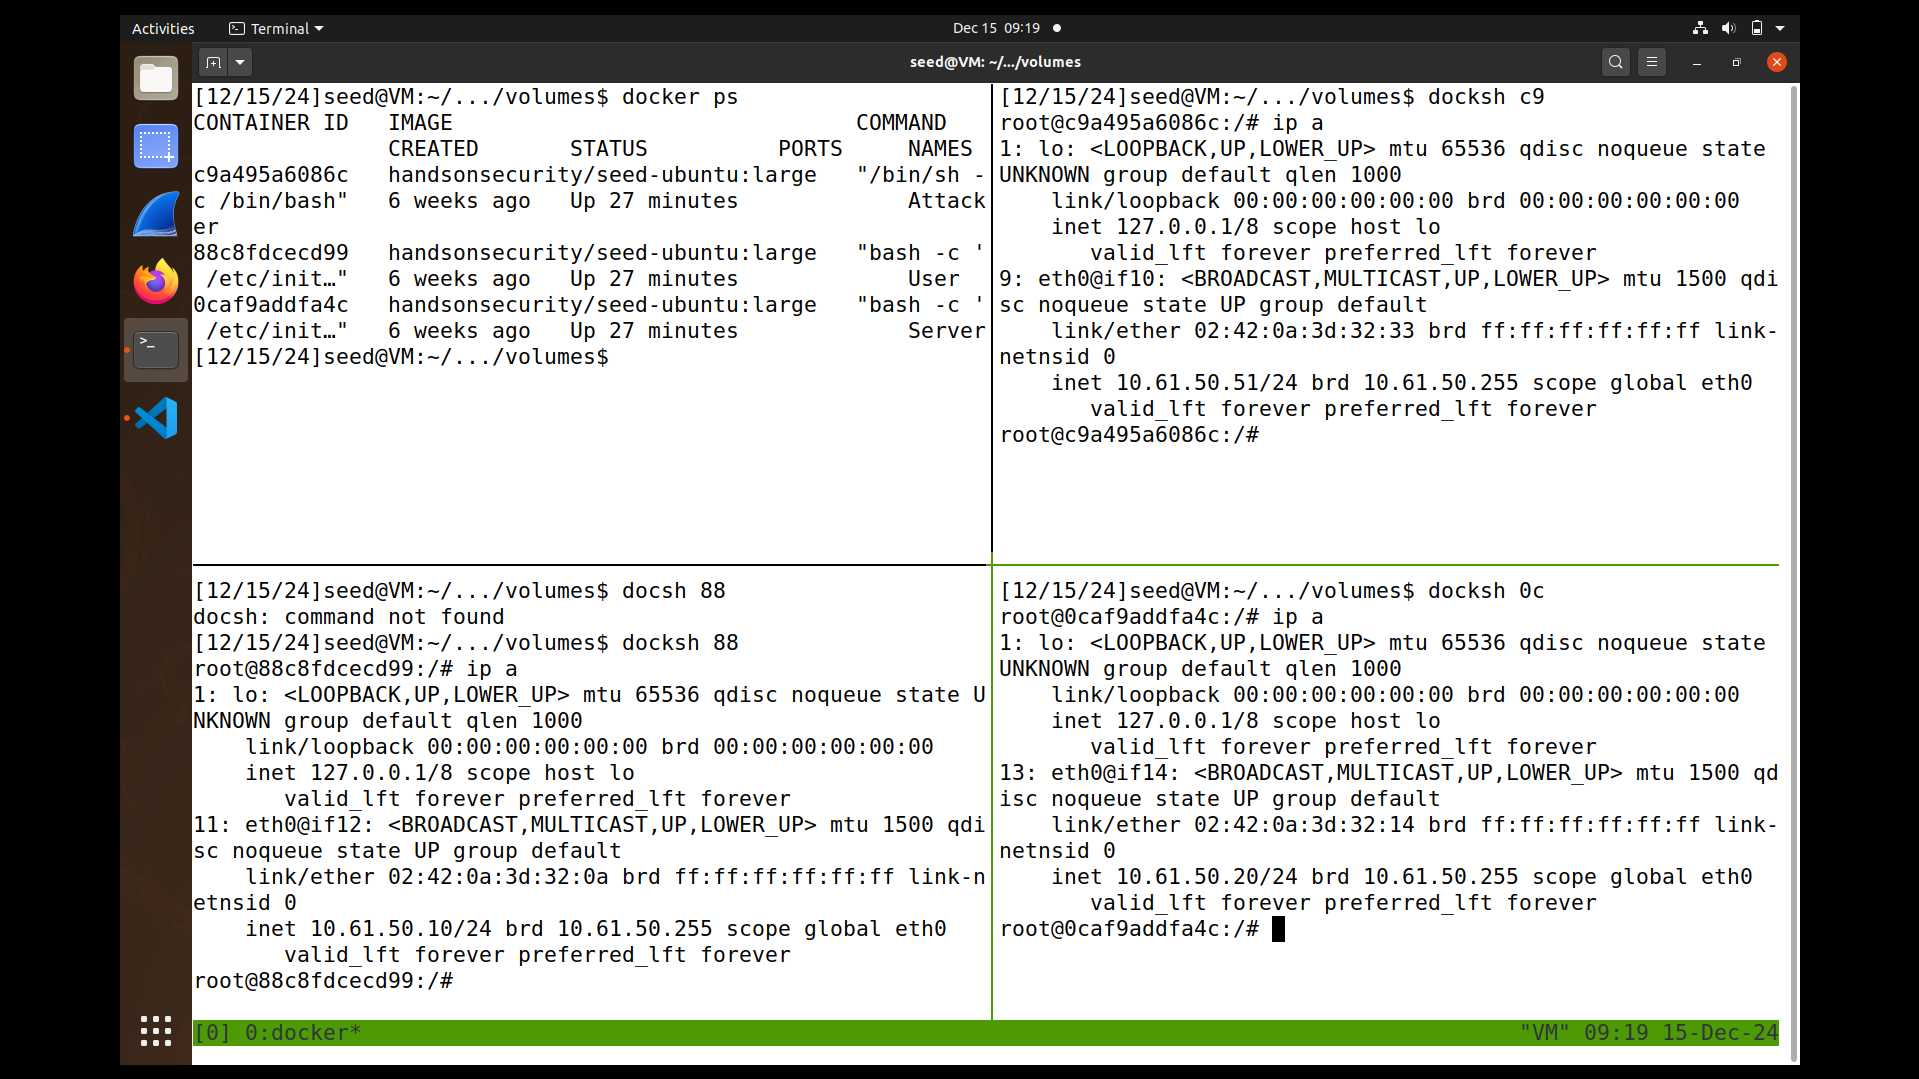 Activities
Terminal
Dec 15 09:19
seed@VM: ~/.../volumes
[12/15/24]seed@VM:~/.../volumes$ docker ps
CONTAINER ID   IMAGE                               COMMAND
               CREATED       STATUS          PORTS     NAMES
c9a495a6086c   handsonsecurity/seed-ubuntu:large   "/bin/sh -
c /bin/bash"   6 weeks ago   Up 27 minutes             Attack
er
88c8fdcecd99   handsonsecurity/seed-ubuntu:large   "bash -c '
 /etc/init…"   6 weeks ago   Up 27 minutes             User
0caf9addfa4c   handsonsecurity/seed-ubuntu:large   "bash -c '
 /etc/init…"   6 weeks ago   Up 27 minutes             Server
[12/15/24]seed@VM:~/.../volumes$
[12/15/24]seed@VM:~/.../volumes$ docksh c9
root@c9a495a6086c:/# ip a
1: lo: <LOOPBACK,UP,LOWER_UP> mtu 65536 qdisc noqueue state
UNKNOWN group default qlen 1000
    link/loopback 00:00:00:00:00:00 brd 00:00:00:00:00:00
    inet 127.0.0.1/8 scope host lo
       valid_lft forever preferred_lft forever
9: eth0@if10: <BROADCAST,MULTICAST,UP,LOWER_UP> mtu 1500 qdi
sc noqueue state UP group default
    link/ether 02:42:0a:3d:32:33 brd ff:ff:ff:ff:ff:ff link-
netnsid 0
    inet 10.61.50.51/24 brd 10.61.50.255 scope global eth0
       valid_lft forever preferred_lft forever
root@c9a495a6086c:/#
[12/15/24]seed@VM:~/.../volumes$ docsh 88
docsh: command not found
[12/15/24]seed@VM:~/.../volumes$ docksh 88
root@88c8fdcecd99:/# ip a
1: lo: <LOOPBACK,UP,LOWER_UP> mtu 65536 qdisc noqueue state U
NKNOWN group default qlen 1000
    link/loopback 00:00:00:00:00:00 brd 00:00:00:00:00:00
    inet 127.0.0.1/8 scope host lo
       valid_lft forever preferred_lft forever
11: eth0@if12: <BROADCAST,MULTICAST,UP,LOWER_UP> mtu 1500 qdi
sc noqueue state UP group default
    link/ether 02:42:0a:3d:32:0a brd ff:ff:ff:ff:ff:ff link-n
etnsid 0
    inet 10.61.50.10/24 brd 10.61.50.255 scope global eth0
       valid_lft forever preferred_lft forever
root@88c8fdcecd99:/#
[12/15/24]seed@VM:~/.../volumes$ docksh 0c
root@0caf9addfa4c:/# ip a
1: lo: <LOOPBACK,UP,LOWER_UP> mtu 65536 qdisc noqueue state
UNKNOWN group default qlen 1000
    link/loopback 00:00:00:00:00:00 brd 00:00:00:00:00:00
    inet 127.0.0.1/8 scope host lo
       valid_lft forever preferred_lft forever
13: eth0@if14: <BROADCAST,MULTICAST,UP,LOWER_UP> mtu 1500 qd
isc noqueue state UP group default
    link/ether 02:42:0a:3d:32:14 brd ff:ff:ff:ff:ff:ff link-
netnsid 0
    inet 10.61.50.20/24 brd 10.61.50.255 scope global eth0
       valid_lft forever preferred_lft forever
root@0caf9addfa4c:/#
[0] 0:docker*
"VM" 09:19 15-Dec-24